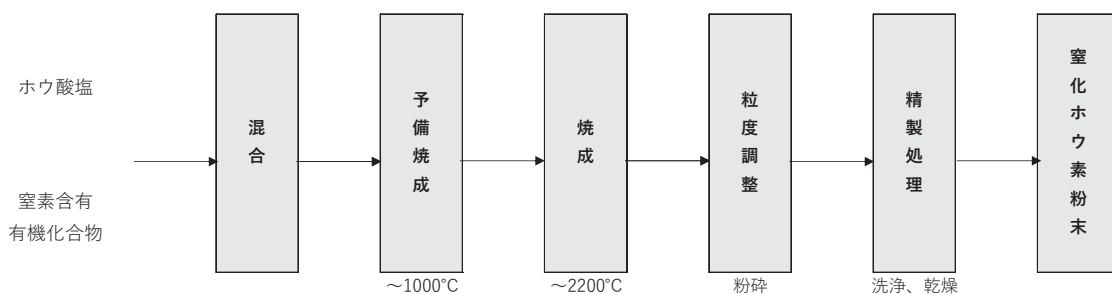 ホウ酸塩
窒素含有
有機化合物
混合
予備焼成
~1000°C
焼成
~2200°C
粒度調整
粉砕
精製処理
洗浄、乾燥
窒化ホウ素粉末